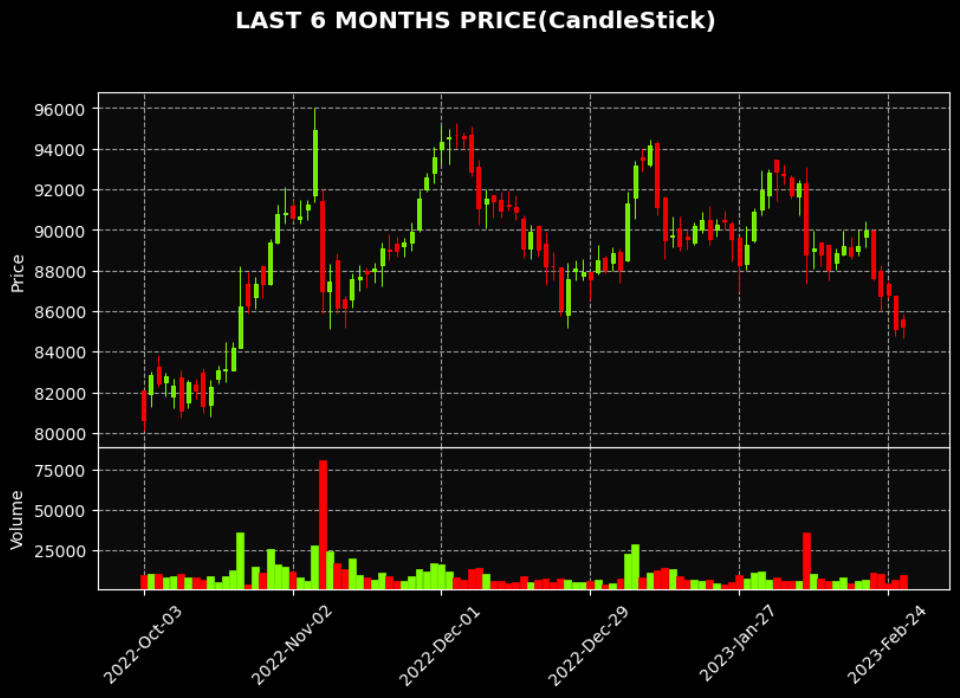 LAST 6 MONTHS PRICE(CandleStick)
Price
96000
94000
92000
90000
88000
86000
84000
82000
80000
Volume
75000
50000
25000
2022-Oct-03
2022-Nov-02
2022-Dec-01
2022-Dec-29
2023-Jan-27
2023-Feb-24